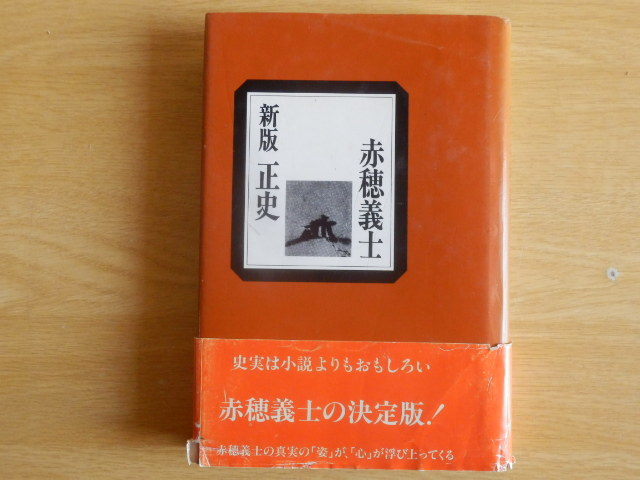 新版 正史
赤穂義士
史実は小説よりもおもしろい
赤穂義士の決定版!
赤穂義士の真実の「姿」が、「心」が浮び上ってくる